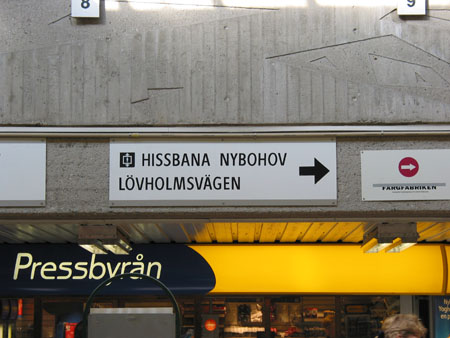 8
9
HISSBANA NYBOHOV
LÖVHOLMSVÄGEN
FÄRGFABRIKEN
Pressbyrån